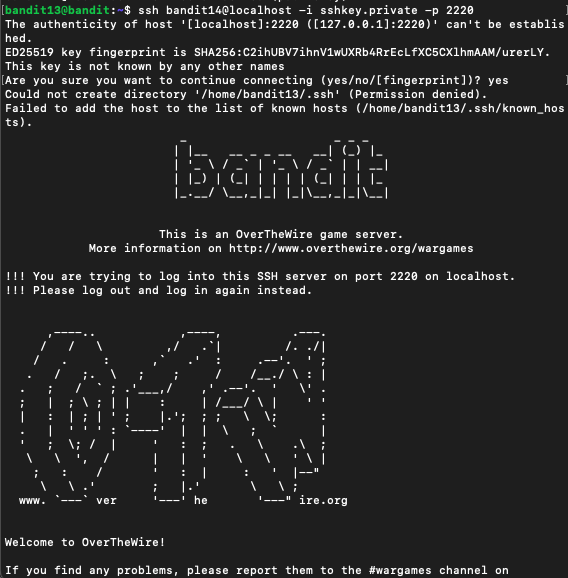 bandit13@bandit:~$ ssh bandit14@localhost -i sshkey.private -p 2220
The authenticity of host '[localhost]:2220 ([127.0.0.1]:2220)' can't be establis
hed.
ED25519 key fingerprint is SHA256:C2ihUBV7ihnV1wUXRb4RrEcLfXC5CXlhmAAM/urerLY.
This key is not known by any other names
Are you sure you want to continue connecting (yes/no/[fingerprint])? yes
Could not create directory '/home/bandit13/.ssh' (Permission denied).
Failed to add the host to the list of known hosts (/home/bandit13/.ssh/known_hos
ts).
bandit
This is an OverTheWire game server.
More information on http://www.overthewire.org/wargames
!!! You are trying to log into this SSH server on port 2220 on localhost.
!!! Please log out and log in again instead.
www. ver he ire.org
Welcome to OverTheWire!
If you find any problems, please report them to the #wargames channel on